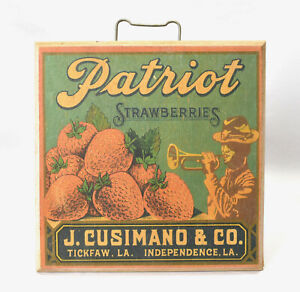 Patriot
STRAWBERRIES
J. CUSIMANO & CO.
TICKFAW, LA. INDEPENDENCE, LA.